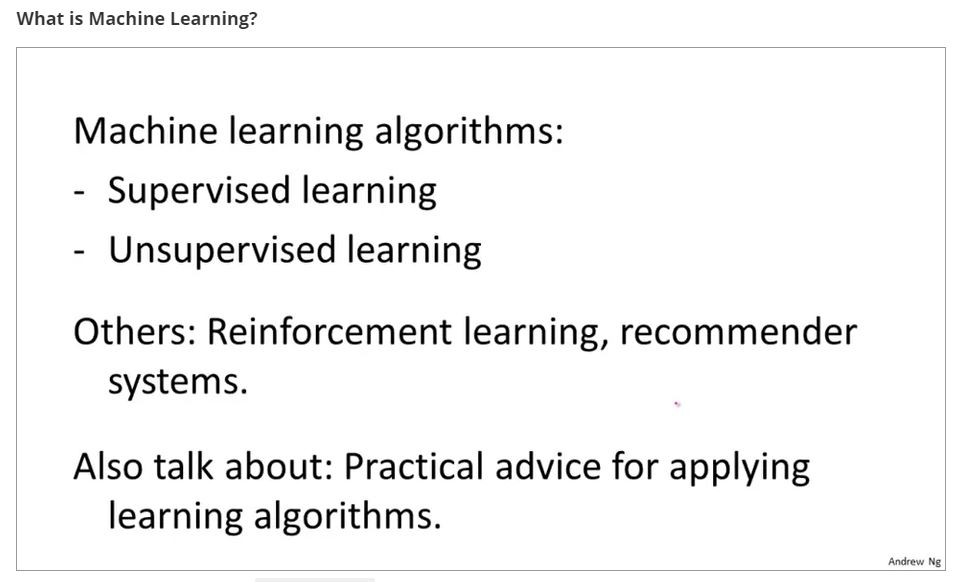 What is Machine Learning?
Machine learning algorithms:
- Supervised learning
- Unsupervised learning
Others: Reinforcement learning, recommender
systems.
Also talk about: Practical advice for applying
learning algorithms.
Andrew Ng